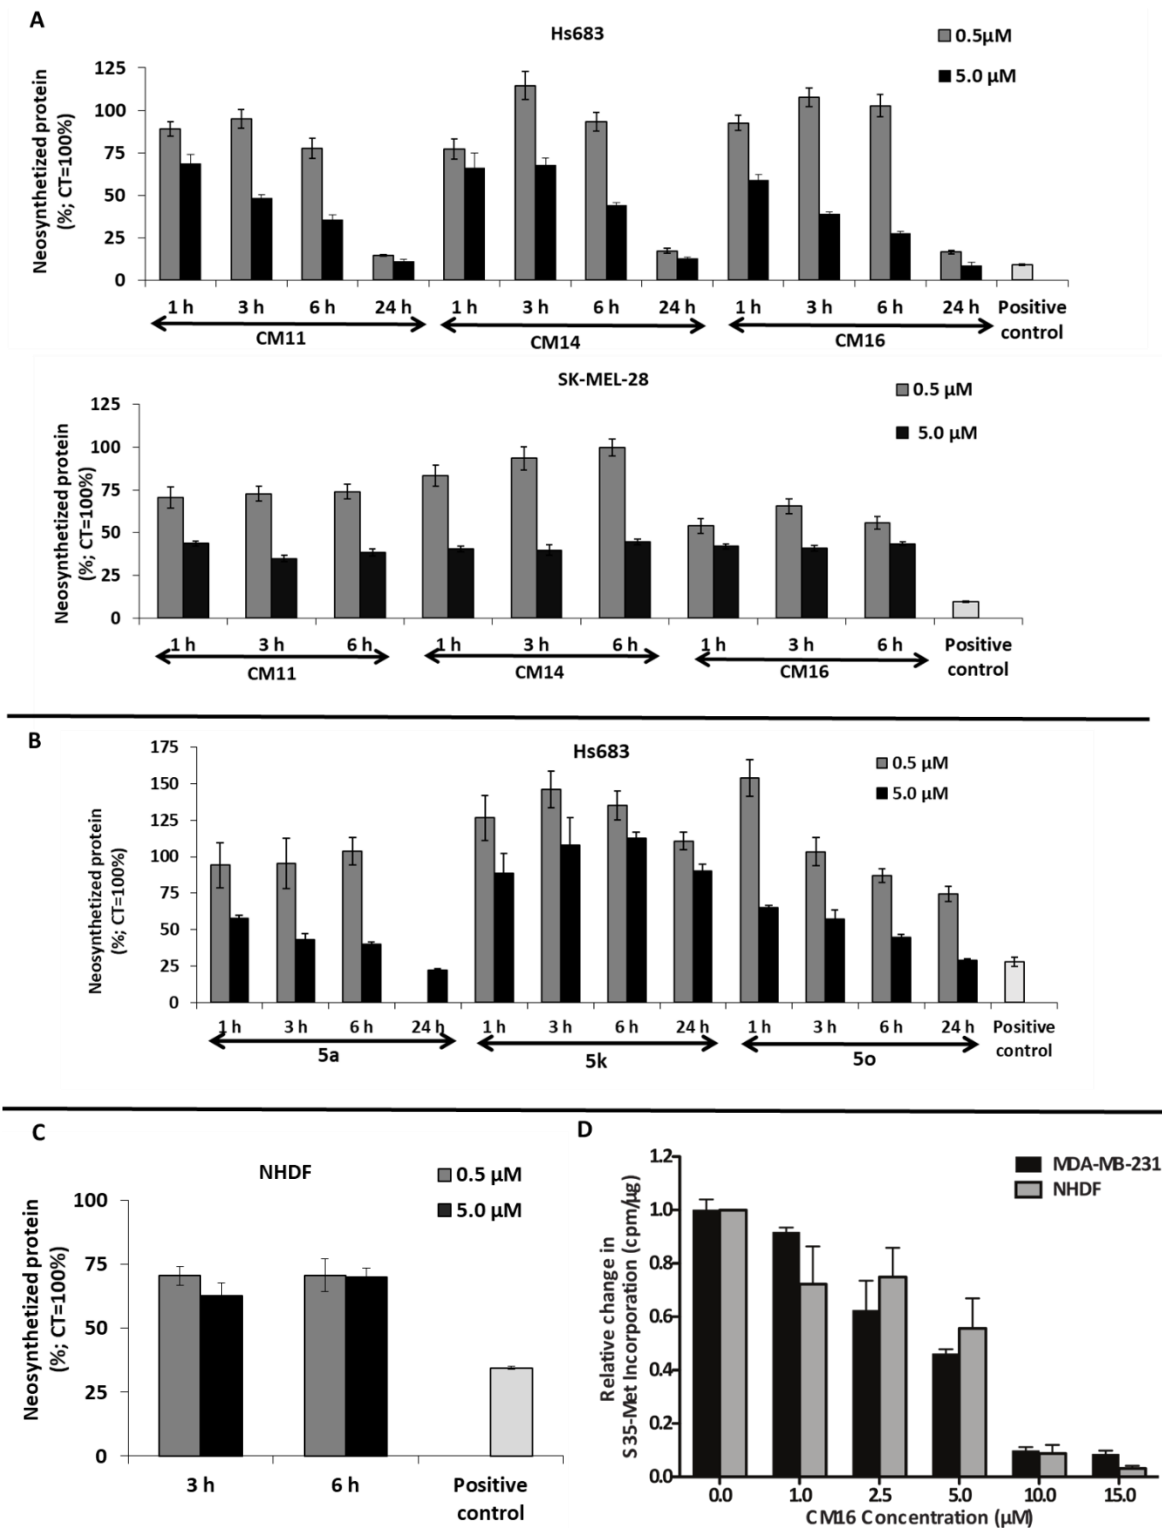 A
Hs683
0.5µM
5.0 µM
Neosynthetized protein
(%; CT=100%)
125
100
75
50
25
0
1 h 3 h 6 h 24 h 1 h 3 h 6 h 24 h 1 h 3 h 6 h 24 h Positive
control
CM11 CM14 CM16
SK-MEL-28
0.5 µM
5.0 µM
Neosynthetized protein
(%; CT=100%)
125
100
75
50
25
0
1 h 3 h 6 h 1 h 3 h 6 h 1 h 3 h 6 h Positive
control
CM11 CM14 CM16
B
Hs683
0.5 µM
5.0 µM
Neosynthetized protein
(%; CT=100%)
175
150
125
100
75
50
25
0
1 h 3 h 6 h 24 h 1 h 3 h 6 h 24 h 1 h 3 h 6 h 24 h Positive
control
5a 5k 5o
C
NHDF
0.5 µM
5.0 µM
Neosynthetized protein
(%; CT=100%)
100
75
50
25
0
3 h 6 h Positive
control
D
MDA-MB-231
NHDF
Relative change in
S35-Met Incorporation (cpm/µg)
1.2
1.0
0.8
0.6
0.4
0.2
0.0
0.0 1.0 2.5 5.0 10.0 15.0
CM16 Concentration (µM)